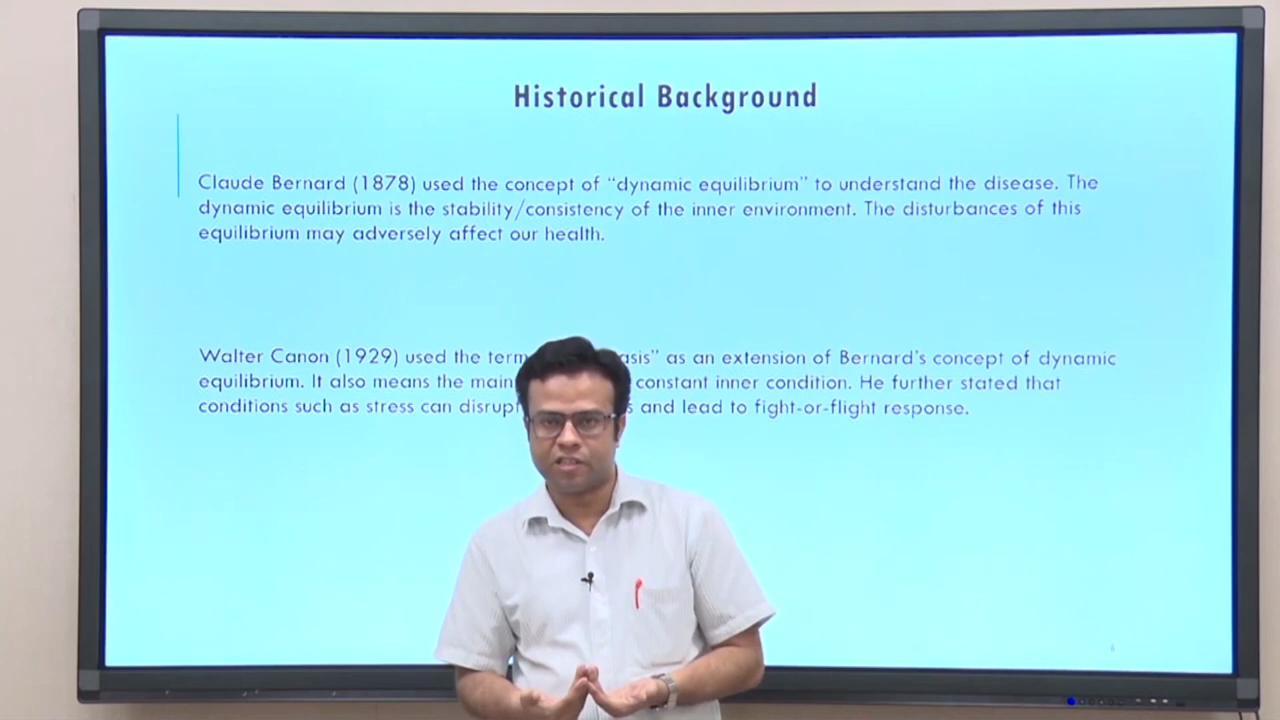 Historical Background
Claude Bernard (1878) used the concept of “dynamic equilibrium” to understand the disease. The
dynamic equilibrium is the stability/consistency of the inner environment. The disturbances of this
equilibrium may adversely affect our health.
Walter Canon (1929) used the term as an extension of Bernard’s concept of dynamic
equilibrium. It also means the constant inner condition. He further stated that
conditions such as stress can disrupt and lead to fight-or-flight response.
6